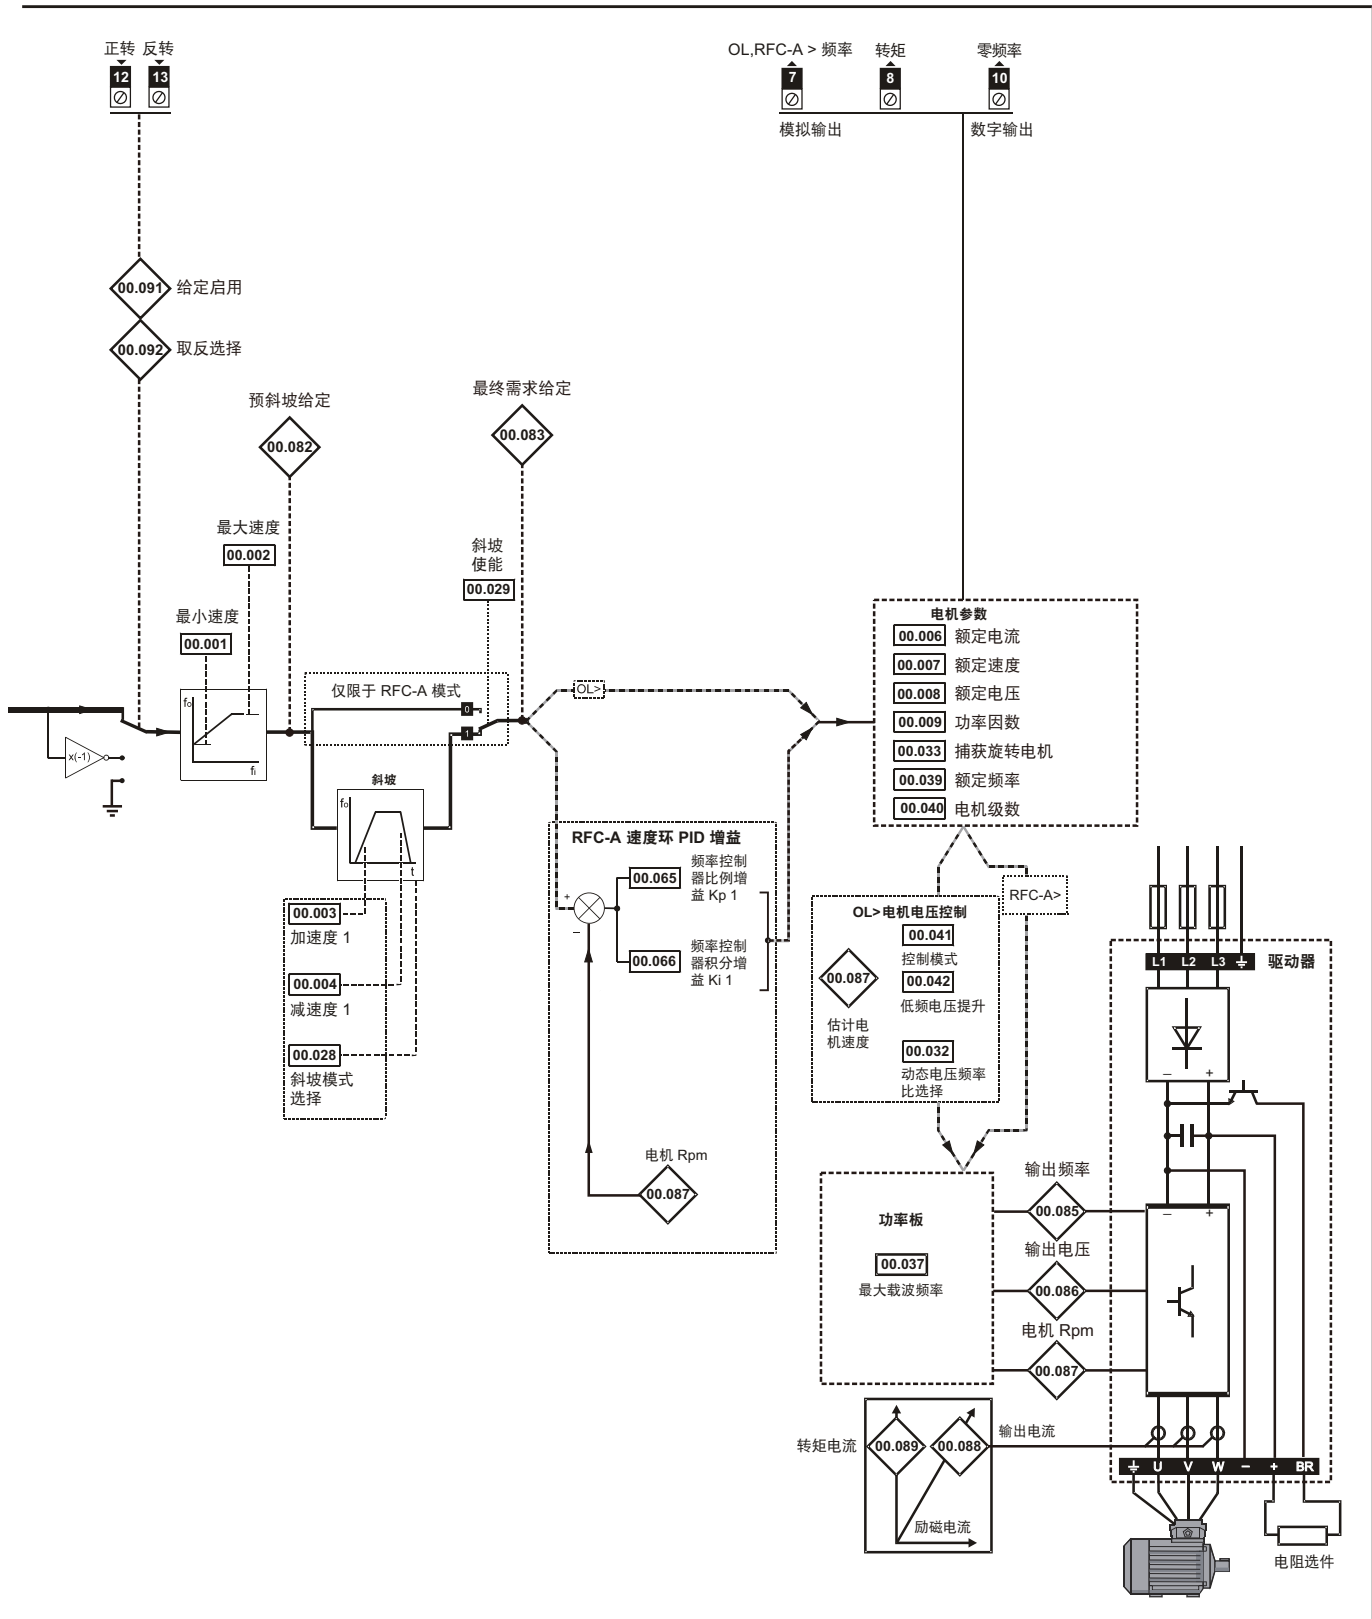 正转 反转
12 13
OL,RFC-A > 频率 转矩 零频率
7 8 10
模拟输出 数字输出
00.091 给定启用
00.092 取反选择
预斜坡给定
00.082
最终需求给定
00.083
最大速度
00.002
最小速度
00.001
斜坡
使能
00.029
仅限于 RFC-A 模式
0
1
OL>
x(-1)
fo
fi
斜坡
fo
t
00.003
加速度 1
00.004
减速度 1
00.028
斜坡模式
选择
RFC-A 速度环 PID 增益
+
–
00.065
频率控制
器比例增
益 Kp 1
00.066
频率控制
器积分增
益 Ki 1
电机 Rpm
00.087
电机参数
00.006 额定电流
00.007 额定速度
00.008 额定电压
00.009 功率因数
00.033 捕获旋转电机
00.039 额定频率
00.040 电机级数
RFC-A>
OL>电机电压控制
00.041
控制模式
00.042
低频电压提升
00.087
估计电
机速度
00.032
动态电压频率
比选择
功率板
00.037
最大载波频率
输出频率
00.085
输出电压
00.086
电机 Rpm
00.087
转矩电流
00.089 00.088
输出电流
励磁电流
L1 L2 L3
驱动器
– +
– +
U V W – + BR
电阻选件